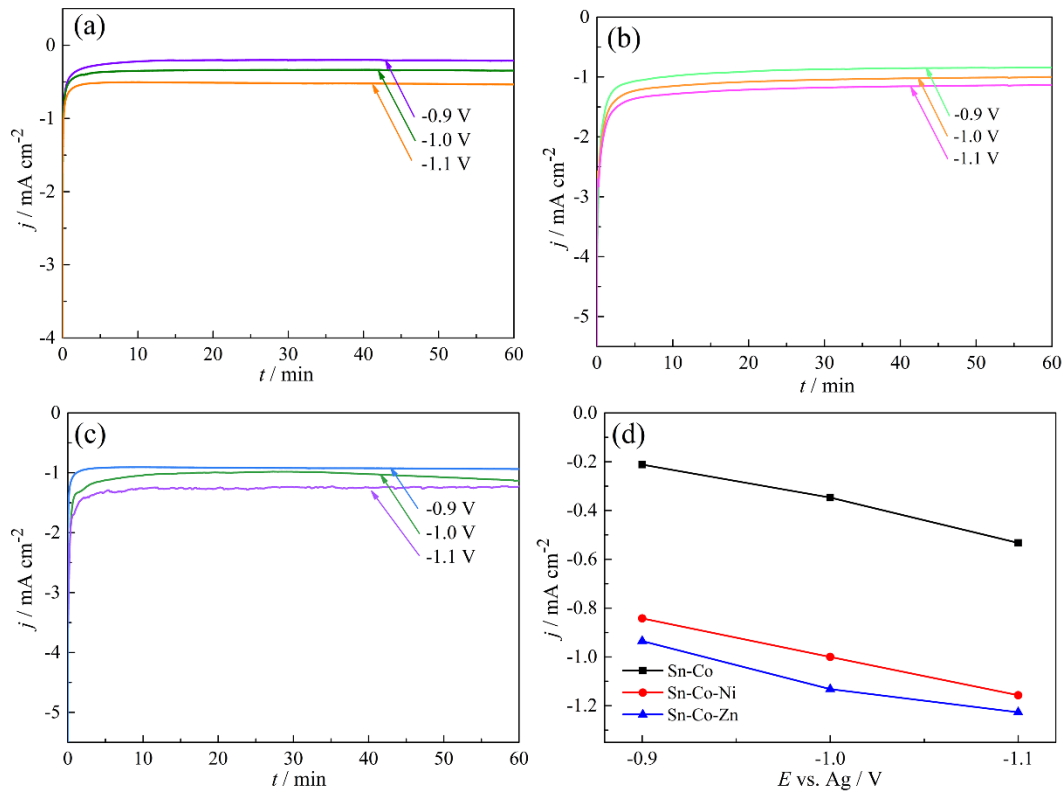 (a)
0
-1
-2
-3
-4
j / mA cm-2
-0.9 V
-1.0 V
-1.1 V
0 10 20 30 40 50 60
t / min
(b)
0
-1
-2
-3
-4
-5
j / mA cm-2
-0.9 V
-1.0 V
-1.1 V
0 10 20 30 40 50 60
t / min
(c)
0
-1
-2
-3
-4
-5
j / mA cm-2
-0.9 V
-1.0 V
-1.1 V
0 10 20 30 40 50 60
t / min
(d)
0.0
-0.2
-0.4
-0.6
-0.8
-1.0
-1.2
j / mA cm-2
Sn-Co
Sn-Co-Ni
Sn-Co-Zn
-0.9 -1.0 -1.1
E vs. Ag / V